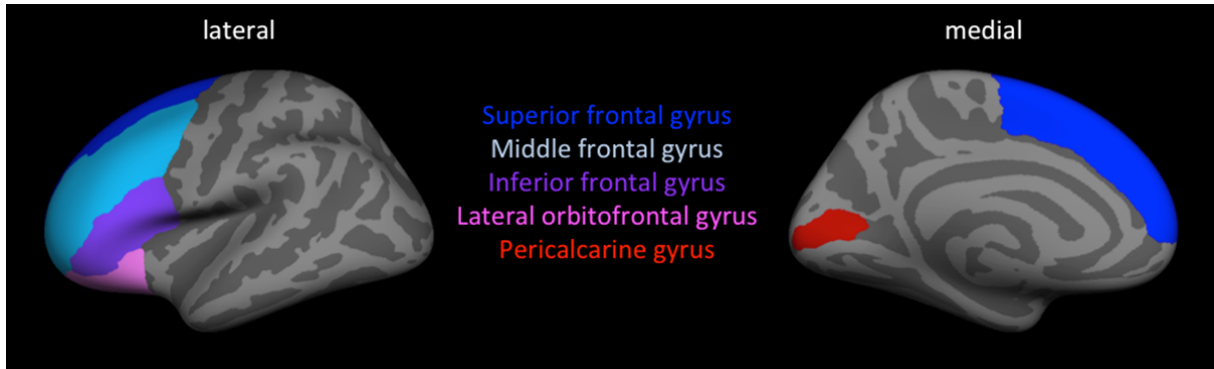 lateral
medial
Superior frontal gyrus
Middle frontal gyrus
Inferior frontal gyrus
Lateral orbitofrontal gyrus
Pericalcarine gyrus